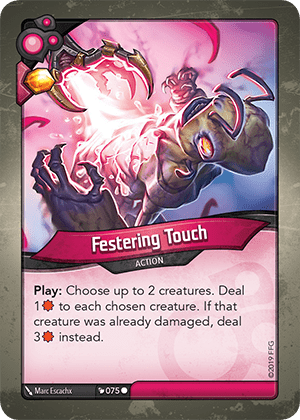 Festering Touch
ACTION
Play: Choose up to 2 creatures. Deal
1 to each chosen creature. If that
creature was already damaged, deal
3 instead.
Marc Escachx
075
©2019 FFG